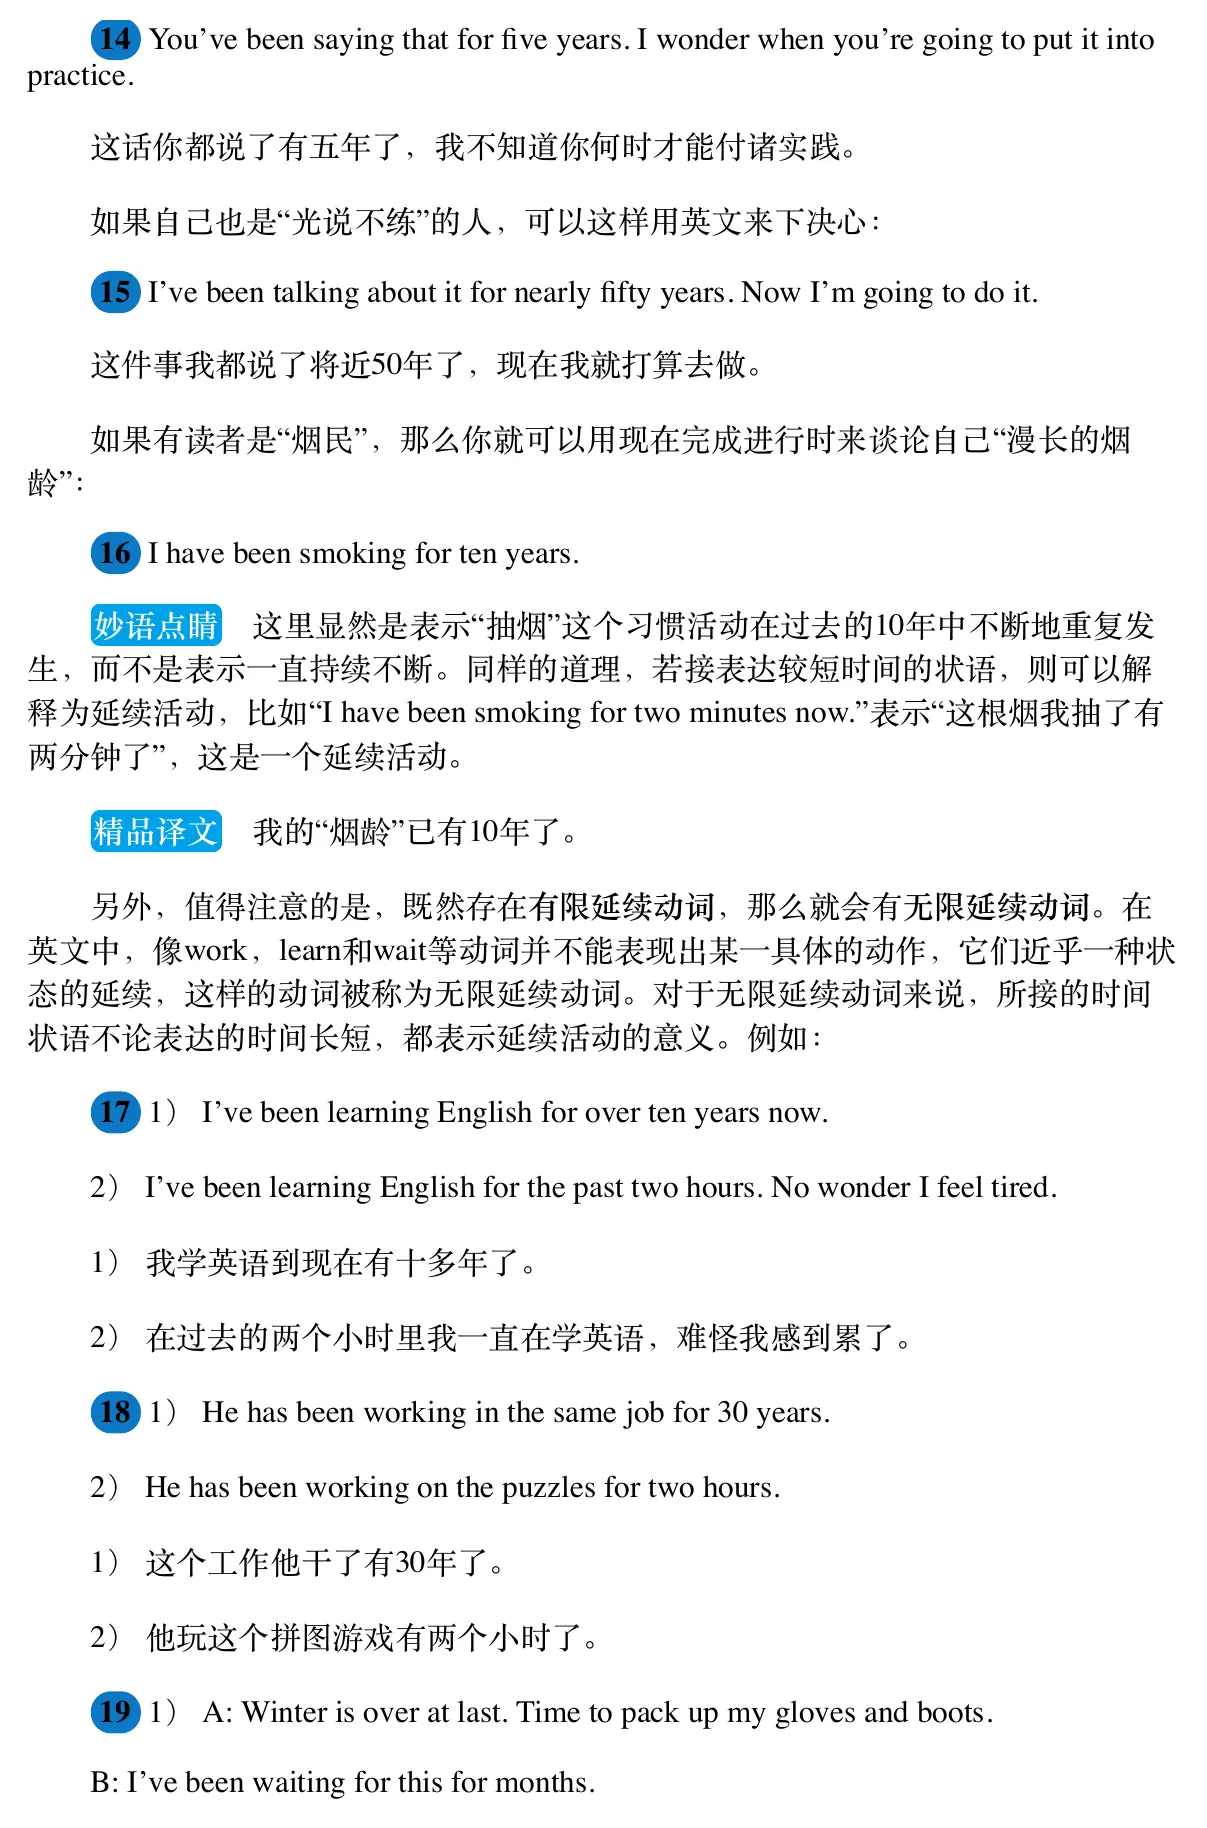 14 You’ve been saying that for five years. I wonder when you’re going to put it into
practice.
这话你都说了有五年了，我不知道你何时才能付诸实践。
如果自己也是“光说不练”的人，可以这样用英文来下决心：
15 I’ve been talking about it for nearly fifty years. Now I’m going to do it.
这件事我都说了将近50年了，现在我就打算去做。
如果有读者是“烟民”，那么你就可以用现在完成进行时来谈论自己“漫长的烟
龄”：
16 I have been smoking for ten years.
妙语点睛 这里显然是表示“抽烟”这个习惯活动在过去的10年中不断地重复发
生，而不是表示一直持续不断。同样的道理，若接表达较短时间的状语，则可以解
释为延续活动，比如“I have been smoking for two minutes now.”表示“这根烟我抽了有
两分钟了”，这是一个延续活动。
精品译文 我的“烟龄”已有10年了。
另外，值得注意的是，既然存在有限延续动词，那么就会有无限延续动词。在
英文中，像work，learn和wait等动词并不能表现出某一具体的动作，它们近乎一种状
态的延续，这样的动词被称为无限延续动词。对于无限延续动词来说，所接的时间
状语不论表达的时间长短，都表示延续活动的意义。例如：
17 1） I’ve been learning English for over ten years now.
2） I’ve been learning English for the past two hours. No wonder I feel tired.
1） 我学英语到现在有十多年了。
2） 在过去的两个小时里我一直在学英语，难怪我感到累了。
18 1） He has been working in the same job for 30 years.
2） He has been working on the puzzles for two hours.
1） 这个工作他干了有30年了。
2） 他玩这个拼图游戏有两个小时了。
19 1） A: Winter is over at last. Time to pack up my gloves and boots.
B: I’ve been waiting for this for months.